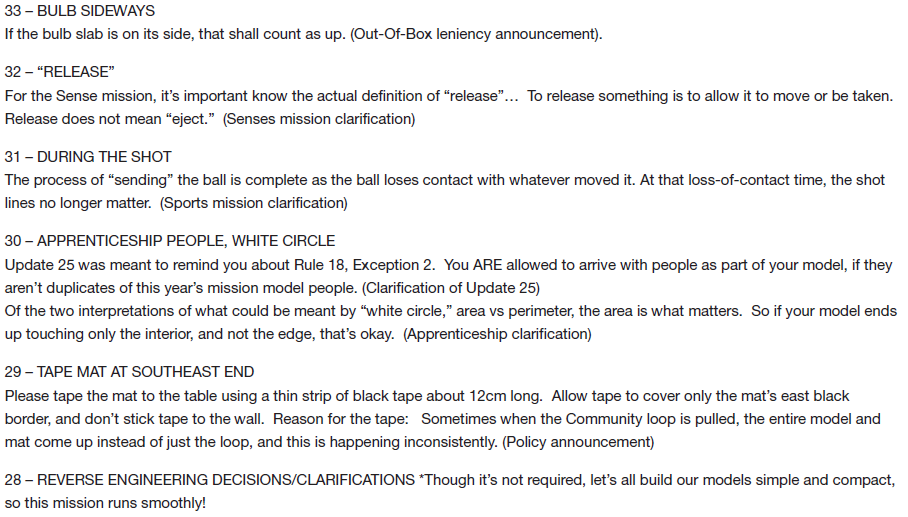 33 – BULB SIDEWAYS
If the bulb slab is on its side, that shall count as up. (Out-Of-Box leniency announcement).
32 – “RELEASE”
For the Sense mission, it’s important know the actual definition of “release”…  To release something is to allow it to move or be taken.
Release does not mean “eject.”  (Senses mission clarification)
31 – DURING THE SHOT
The process of “sending” the ball is complete as the ball loses contact with whatever moved it. At that loss-of-contact time, the shot
lines no longer matter.  (Sports mission clarification)
30 – APPRENTICESHIP PEOPLE, WHITE CIRCLE
Update 25 was meant to remind you about Rule 18, Exception 2.  You ARE allowed to arrive with people as part of your model, if they
aren’t duplicates of this year’s mission model people. (Clarification of Update 25)
Of the two interpretations of what could be meant by “white circle,” area vs perimeter, the area is what matters.  So if your model ends
up touching only the interior, and not the edge, that’s okay.  (Apprenticeship clarification)
29 – TAPE MAT AT SOUTHEAST END
Please tape the mat to the table using a thin strip of black tape about 12cm long.  Allow tape to cover only the mat’s east black
border, and don’t stick tape to the wall.  Reason for the tape:   Sometimes when the Community loop is pulled, the entire model and
mat come up instead of just the loop, and this is happening inconsistently. (Policy announcement)
28 – REVERSE ENGINEERING DECISIONS/CLARIFICATIONS *Though it’s not required, let’s all build our models simple and compact,
so this mission runs smoothly!